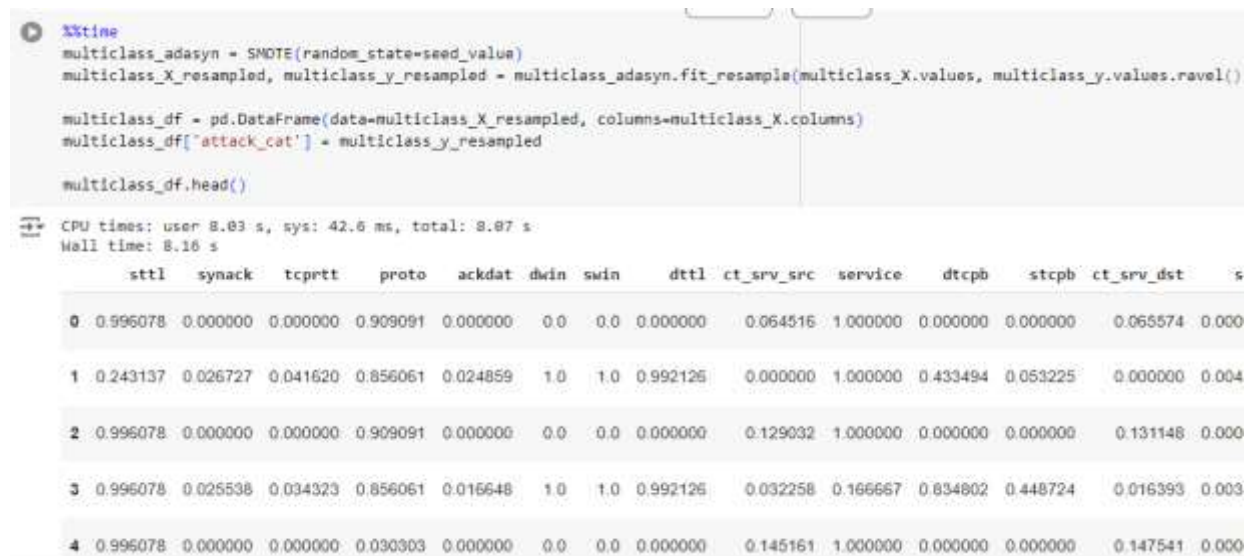 %%time
multiclass_adasyn = SMOTE(random_state=seed_value)
multiclass_X_resampled, multiclass_y_resampled = multiclass_adasyn.fit_resample(multiclass_X.values, multiclass_y.values.ravel()
multiclass_df = pd.DataFrame(data=multiclass_X_resampled, columns=multiclass_X.columns)
multiclass_df['attack_cat'] = multiclass_y_resampled
multiclass_df.head()
CPU times: user 8.03 s, sys: 42.6 ms, total: 8.07 s
Wall time: 8.16 s
sttl synack tcprtt proto ackdat dwin swin dttl ct_srv_src service dtcpb stcpb ct_srv_dst s
0 0.996078 0.000000 0.000000 0.909091 0.000000 0.0 0.0 0.000000 0.064516 1.000000 0.000000 0.000000 0.065574 0.000
1 0.243137 0.026727 0.041620 0.856061 0.024859 1.0 1.0 0.992126 0.000000 1.000000 0.433494 0.053225 0.000000 0.004
2 0.996078 0.000000 0.000000 0.909091 0.000000 0.0 0.0 0.000000 0.129032 1.000000 0.000000 0.000000 0.131148 0.000
3 0.996078 0.025538 0.034323 0.856061 0.016648 1.0 1.0 0.992126 0.032258 0.166667 0.834802 0.448724 0.016393 0.003
4 0.996078 0.000000 0.000000 0.030303 0.000000 0.0 0.0 0.000000 0.145161 1.000000 0.000000 0.000000 0.147541 0.000